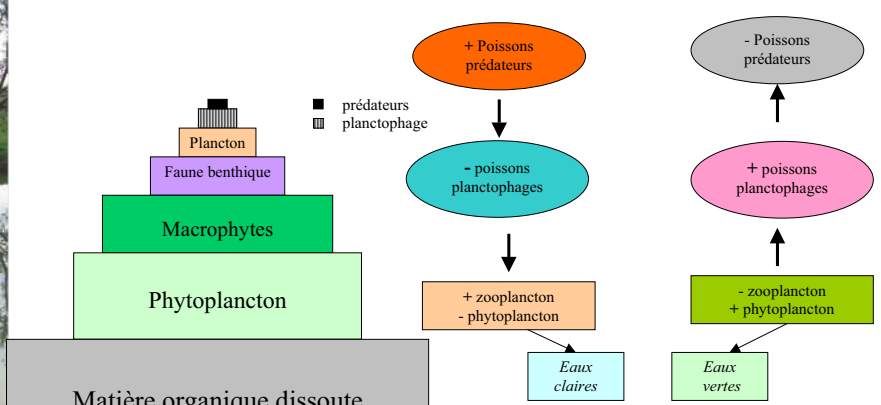 prédateurs
planctophage
Plancton
Faune benthique
Macrophytes
Phytoplancton
Matière organique dissoute
+ Poissons
prédateurs
- poissons
planctophages
+ zooplancton
- phytoplancton
Eaux
claires
- Poissons
prédateurs
+ poissons
planctophages
- zooplancton
+ phytoplancton
Eaux
vertes